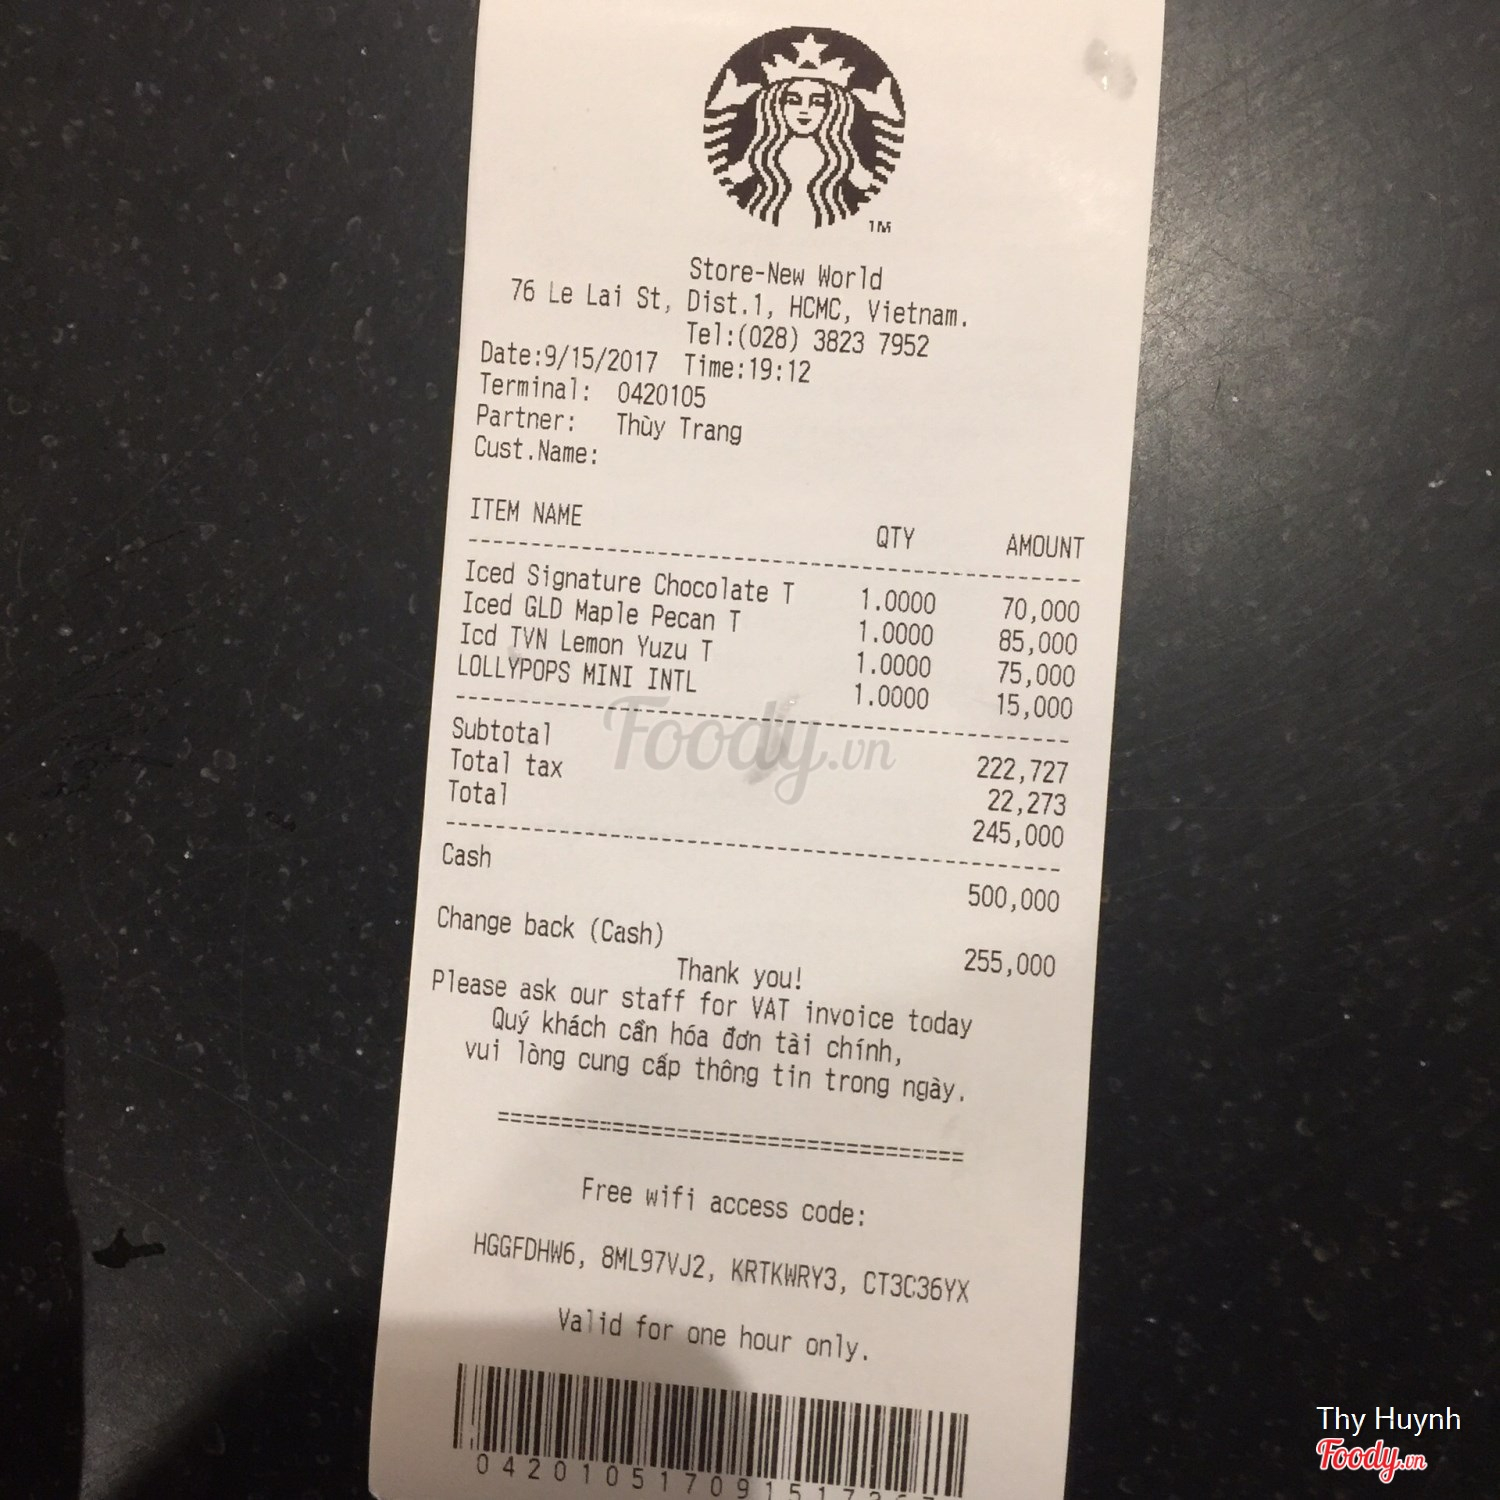 TM
Store-New World
76 Le Lai St, Dist.1, HCMC, Vietnam.
Tel:(028) 3823 7952
Date:9/15/2017 Time:19:12
Terminal: 0420105
Partner: Thùy Trang
Cust.Name:
ITEM NAME QTY AMOUNT
Iced Signature Chocolate T 1.0000 70,000
Iced GLD Maple Pecan T 1.0000 85,000
Icd TVN Lemon Yuzu T 1.0000 75,000
LOLLYPOPS MINI INTL 1.0000 15,000
Subtotal 222,727
Total tax 22,273
Total 245,000
Cash 500,000
Change back (Cash) 255,000
Thank you!
Please ask our staff for VAT invoice today
Quý khách cần hóa đơn tài chính,
vui lòng cung cấp thông tin trong ngày.
===================================
Free wifi access code:
HGGFDHW6, 8ML97VJ2, KRTKWRY3, CT3C36YX
Valid for one hour only.
Foody.vn
Thy Huynh
Foody.vn